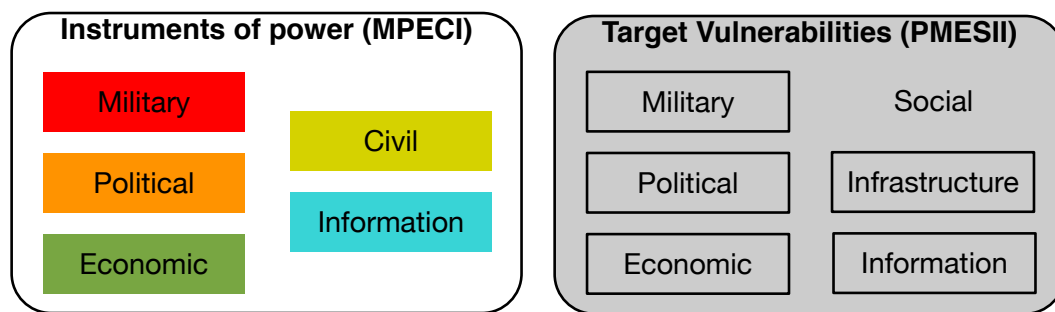 Instruments of power (MPECI)
Military
Political
Economic
Civil
Information
Target Vulnerabilities (PMESII)
Military
Political
Economic
Social
Infrastructure
Information